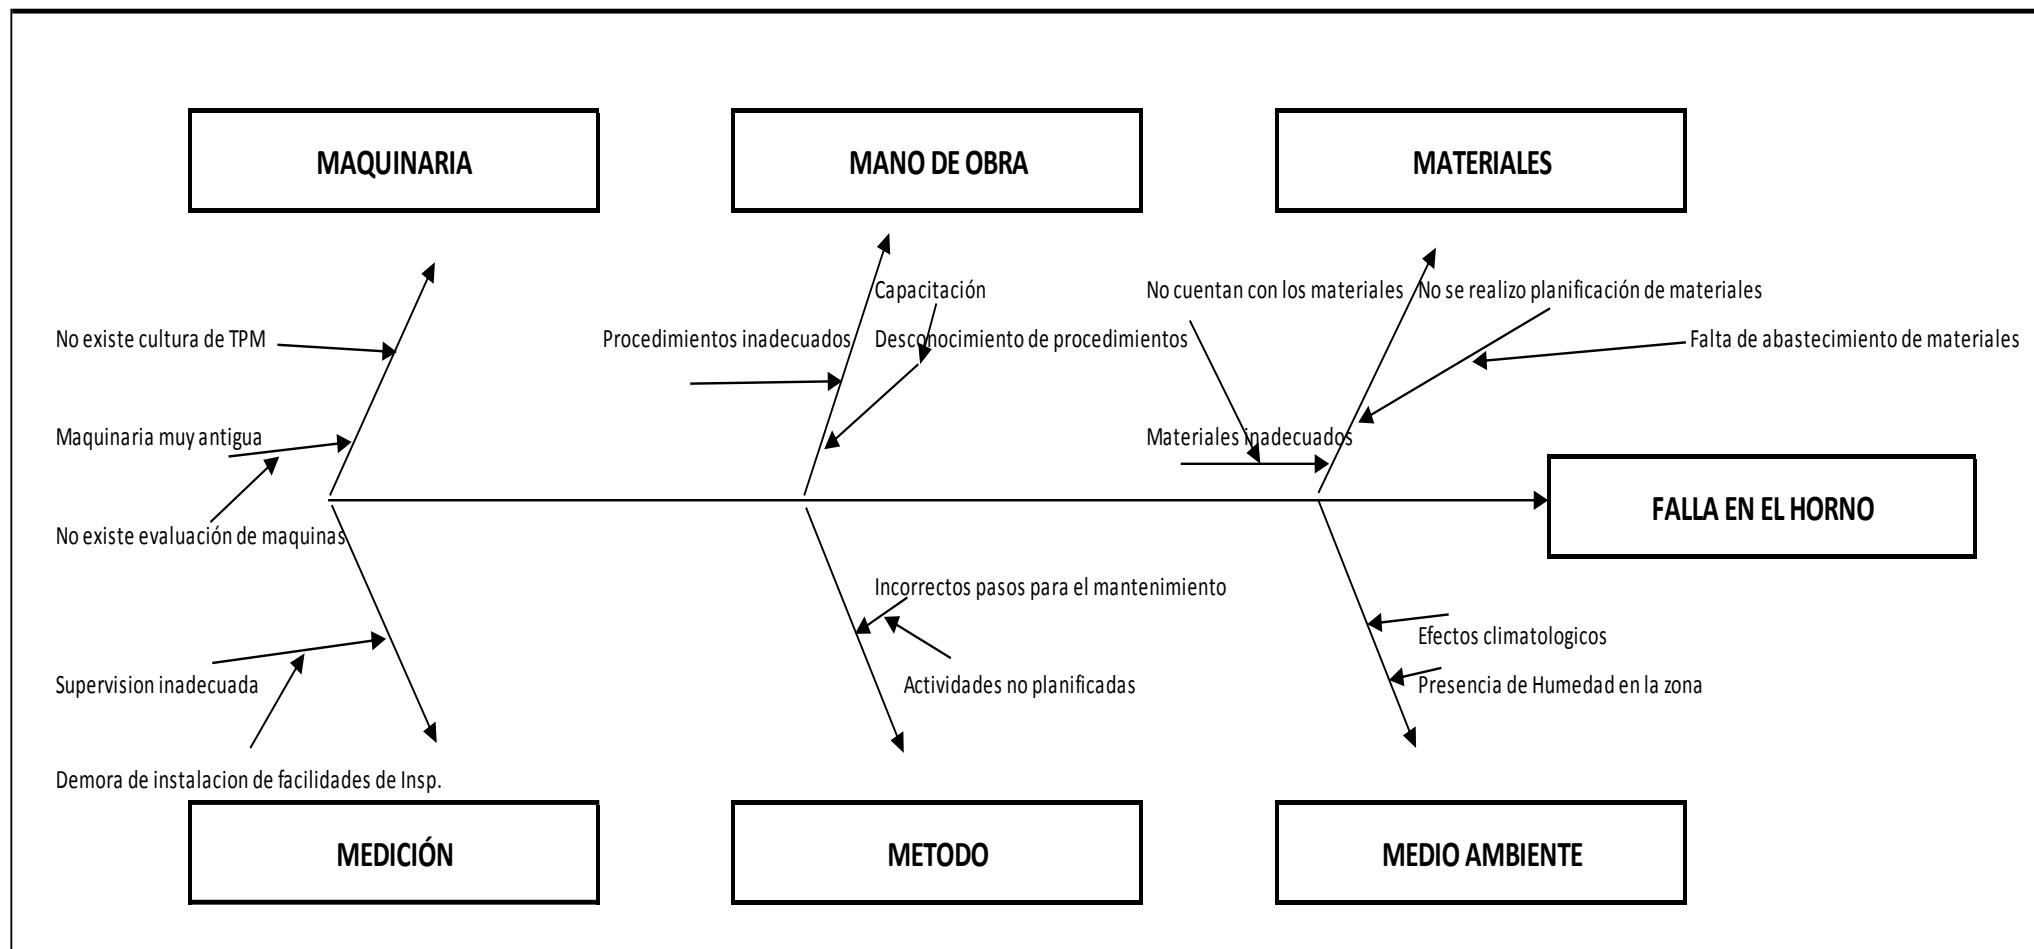 MAQUINARIA
MANO DE OBRA
MATERIALES
Capacitación
No cuentan con los materiales
No se realizo planificación de materiales
No existe cultura de TPM
Procedimientos inadecuados
Desconocimiento de procedimientos
Falta de abastecimiento de materiales
Maquinaria muy antigua
Materiales inadecuados
FALLA EN EL HORNO
No existe evaluación de maquinas
Incorrectos pasos para el mantenimiento
Efectos climatologicos
Supervision inadecuada
Actividades no planificadas
Presencia de Humedad en la zona
Demora de instalacion de facilidades de Insp.
MEDICIÓN
METODO
MEDIO AMBIENTE